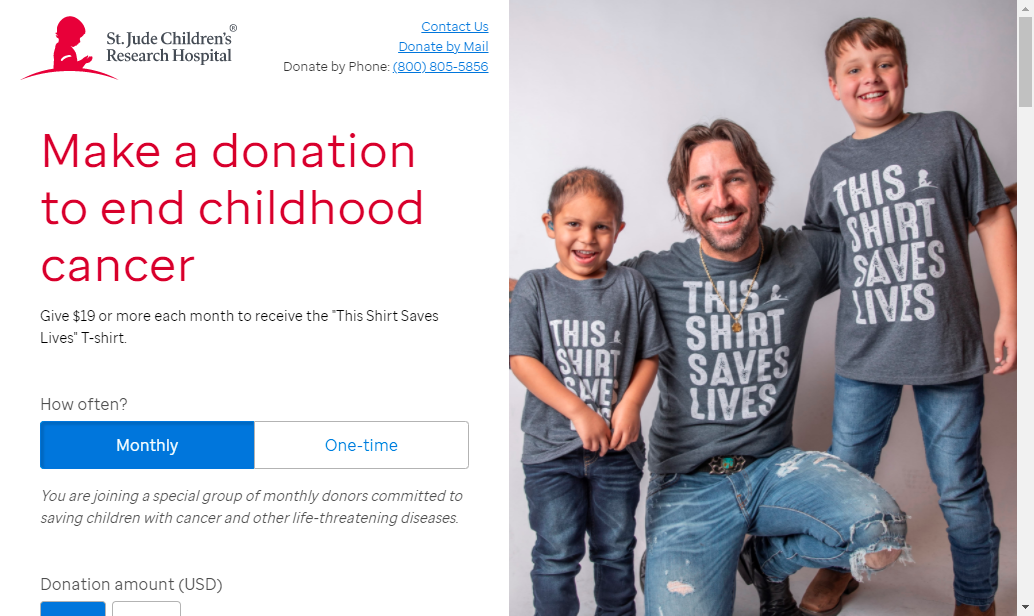 St. Jude Children's®
Research Hospital
Contact Us
Donate by Mail
Donate by Phone: (800) 805-5856
Make a donation
to end childhood
cancer
Give $19 or more each month to receive the "This Shirt Saves
Lives" T-shirt.
How often?
Monthly
One-time
You are joining a special group of monthly donors committed to
saving children with cancer and other life-threatening diseases.
Donation amount (USD)
THIS
SHIRT
SAVES
LIVES
THIS
SHIRT
SAVES
LIVES
THIS
SHIRT
SAVES